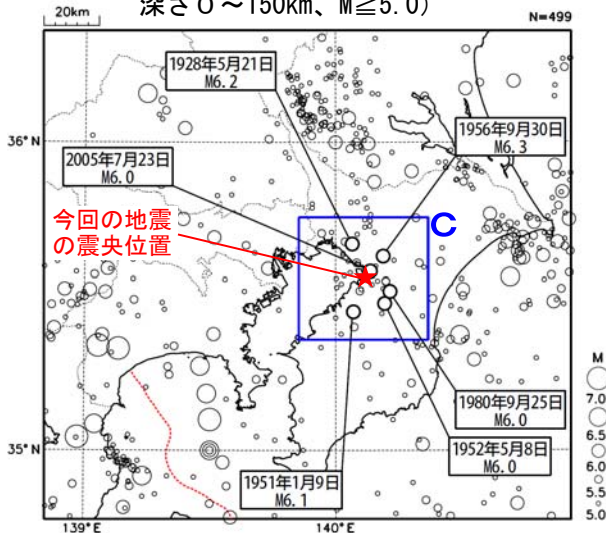 深さ0～150km、M≧5.0)
20km
N=499
1928年5月21日
M6.2
36°N
1956年9月30日
M6.3
2005年7月23日
M6.0
今回の地震
の震央位置
C
M
7.0
6.5
6.0
5.5
5.0
1980年9月25日
M6.0
35°N
1952年5月8日
M6.0
1951年1月9日
M6.1
139°E
140°E